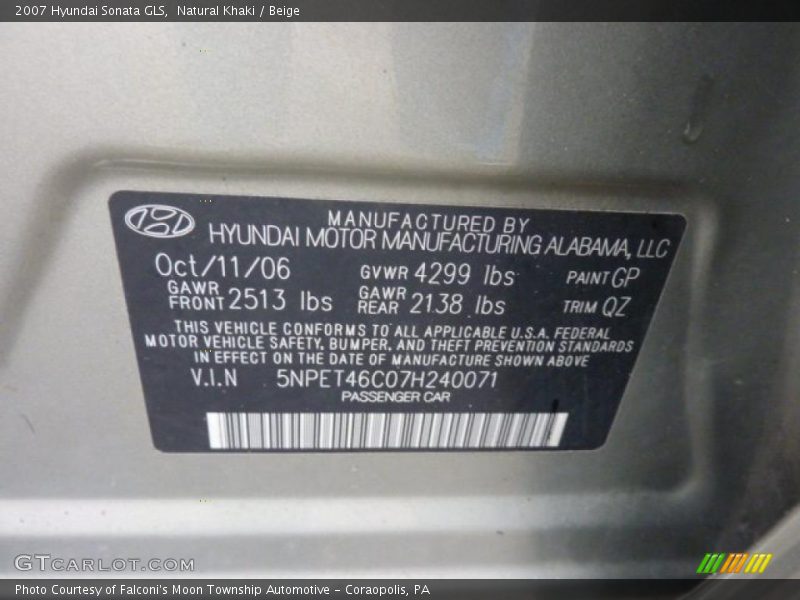 2007 Hyundai Sonata GLS, Natural Khaki / Beige
MANUFACTURED BY
HYUNDAI MOTOR MANUFACTURING ALABAMA, LLC
Oct/11/06 GVWR 4299 lbs PAINT GP
GAWR FRONT 2513 lbs GAWR REAR 2138 lbs TRIM QZ
THIS VEHICLE CONFORMS TO ALL APPLICABLE U.S.A. FEDERAL
MOTOR VEHICLE SAFETY, BUMPER, AND THEFT PREVENTION STANDARDS
IN EFFECT ON THE DATE OF MANUFACTURE SHOWN ABOVE
V.I.N 5NPET46C07H240071
PASSENGER CAR
GTCarLot.com
Photo Courtesy of Falconi's Moon Township Automotive - Coraopolis, PA